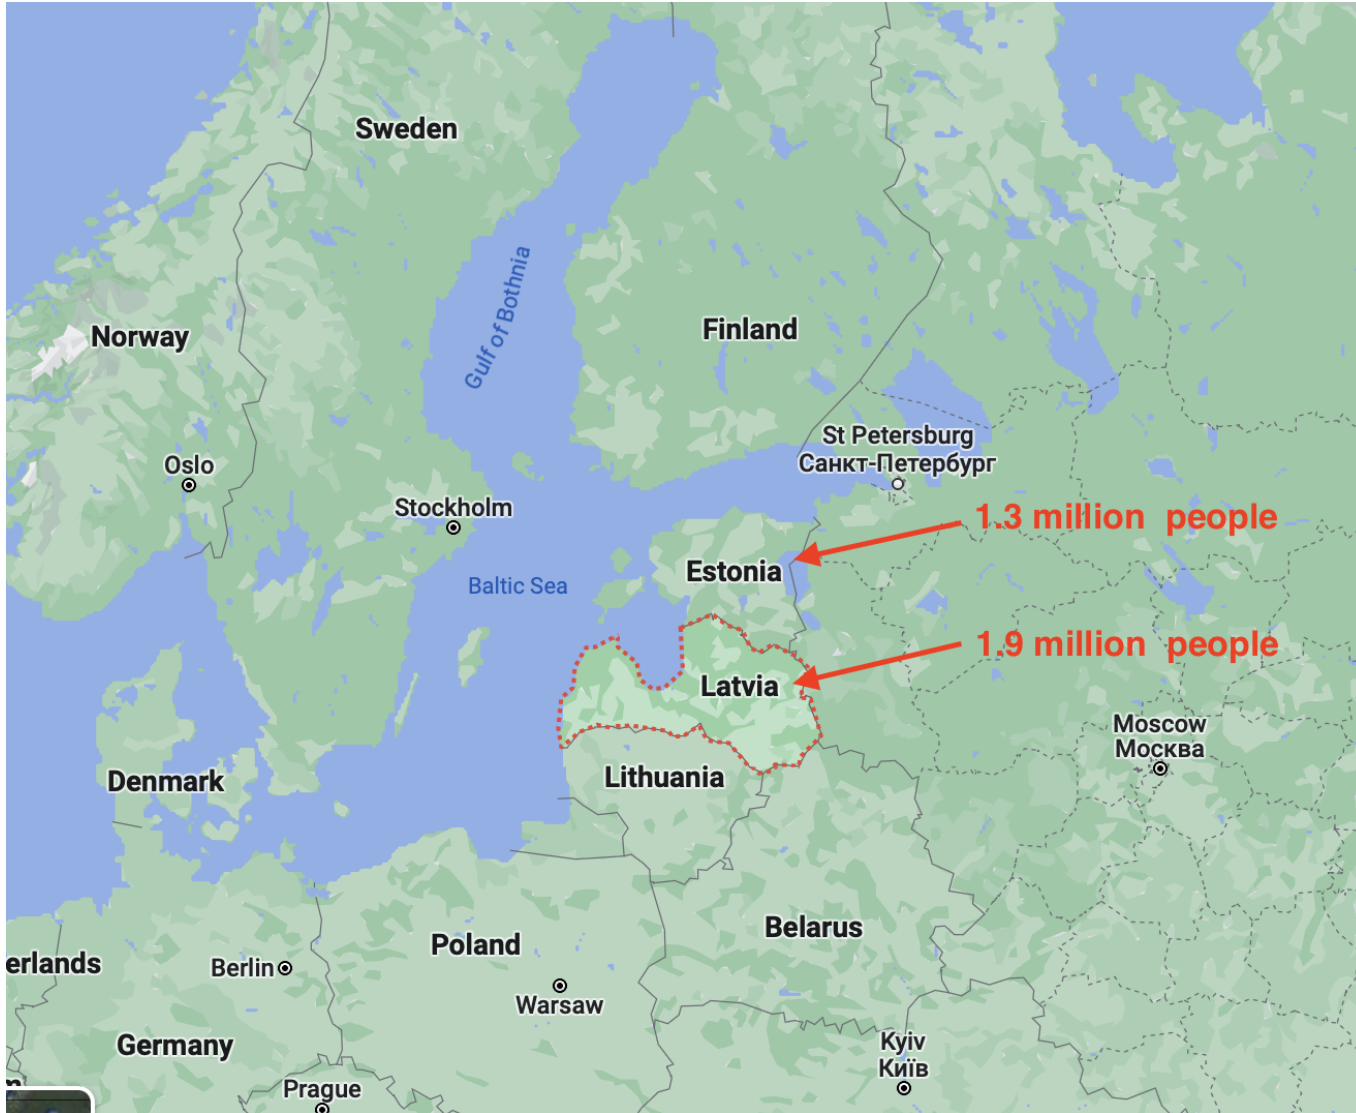 Sweden
Gulf of Bothnia
Norway
Finland
St Petersburg
Санкт-Петербург
Oslo
Stockholm
1.3 million  people
Estonia
Baltic Sea
1.9 million  people
Latvia
Moscow
Москва
Lithuania
Denmark
Belarus
Poland
erlands
Berlin
Warsaw
Germany
Kyiv
Київ
Prague